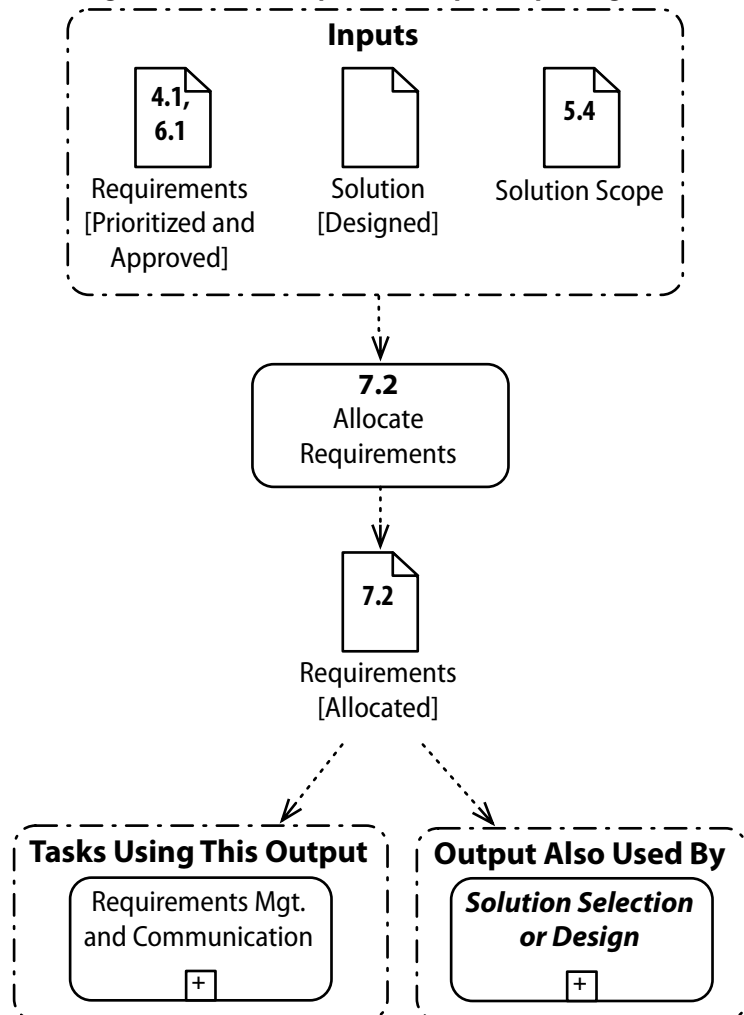 Inputs
4.1,
6.1
5.4
Requirements
[Prioritized and
Approved]
Solution
[Designed]
Solution Scope
7.2
Allocate
Requirements
7.2
Requirements
[Allocated]
Tasks Using This Output
Requirements Mgt.
and Communication
+
Output Also Used By
Solution Selection
or Design
+